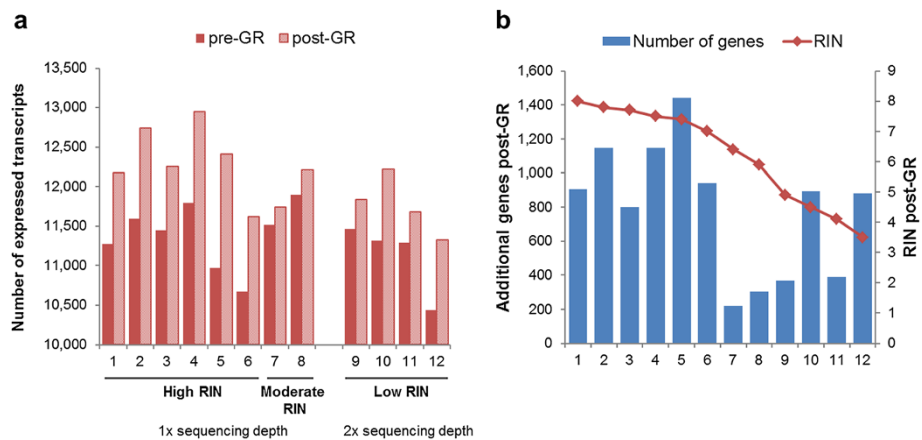 a
pre-GR post-GR
Number of expressed transcripts
13,500
13,000
12,500
12,000
11,500
11,000
10,500
10,000
1 2 3 4 5 6 7 8 9 10 11 12
High RIN Moderate RIN Low RIN
1x sequencing depth 2x sequencing depth
b
Number of genes RIN
Additional genes post-GR
1,600
1,400
1,200
1,000
800
600
400
200
0
9
8
7
6
5
4
3
2
1
0
RIN post-GR
1 2 3 4 5 6 7 8 9 10 11 12